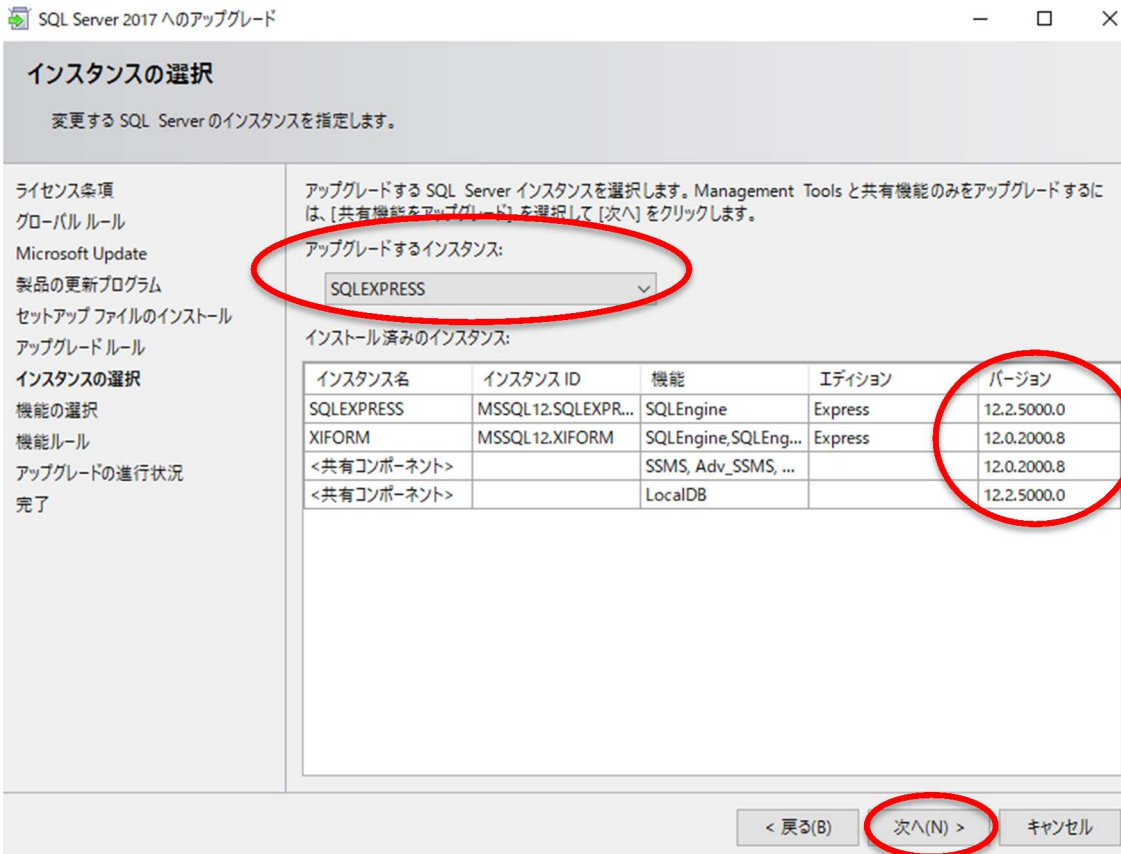 SQL Server 2017 へのアップグレード
インスタンスの選択
変更する SQL Server のインスタンスを指定します。
ライセンス条項
グローバル ルール
Microsoft Update
製品の更新プログラム
セットアップ ファイルのインストール
アップグレード ルール
インスタンスの選択
機能の選択
機能ルール
アップグレードの進行状況
完了
アップグレードする SQL Server インスタンスを選択します。Management Tools と共有機能のみをアップグレードするに
は、[共有機能をアップグレード] を選択して [次へ] をクリックします。
アップグレードするインスタンス:
SQLEXPRESS
インストール済みのインスタンス:
インスタンス名 インスタンス ID 機能 エディション バージョン
SQLEXPRESS MSSQL12.SQLEXPR... SQLEngine Express 12.2.5000.0
XIFORM MSSQL12.XIFORM SQLEngine,SQLEng... Express 12.0.2000.8
<共有コンポーネント> SSMS, Adv_SSMS, ... 12.0.2000.8
<共有コンポーネント> LocalDB 12.2.5000.0
< 戻る(B) 次へ(N) > キャンセル